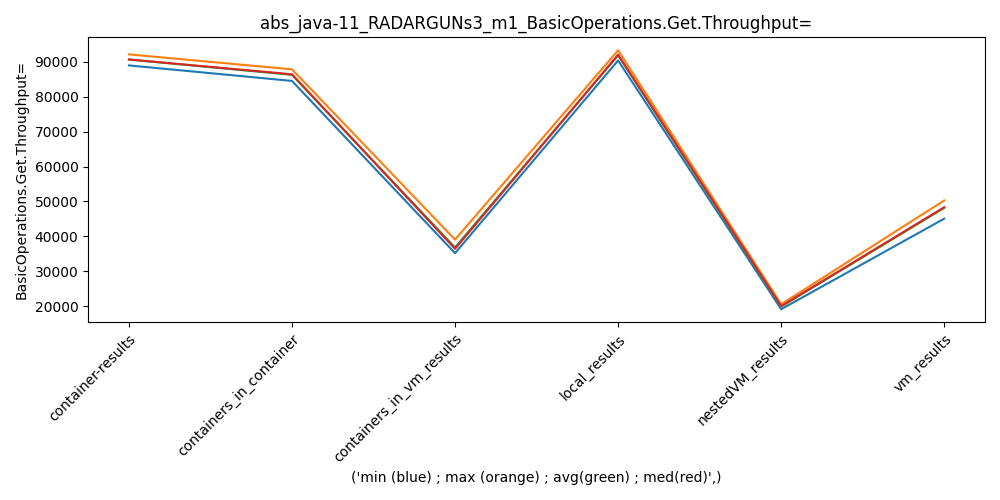 abs_java-11_RADARGUNs3_m1_BasicOperations.Get.Throughput=
BasicOperations.Get.Throughput=
90000
80000
70000
60000
50000
40000
30000
20000
container-results
containers_in_container
containers_in_vm_results
local_results
nestedVM_results
vm_results
('min (blue) ; max (orange) ; avg(green) ; med(red)',)